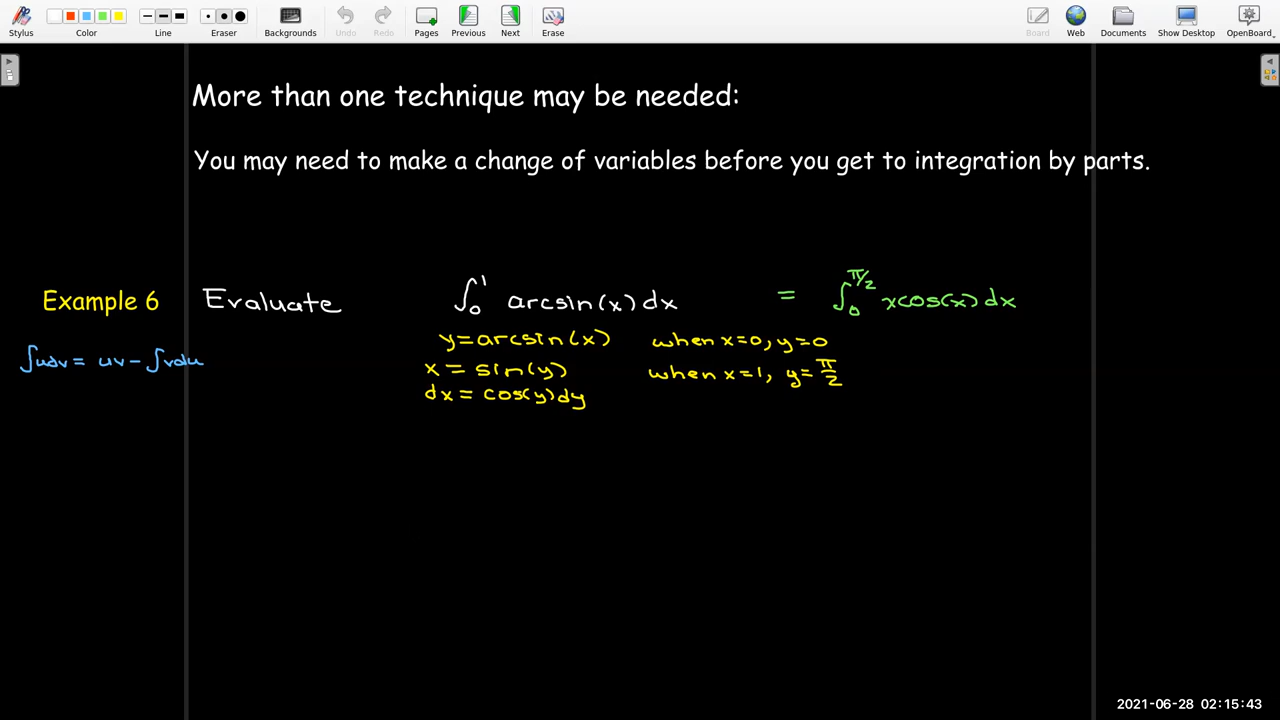 Stylus Color Line Eraser Backgrounds Undo Redo Pages Previous Next Erase Board Web Documents Show Desktop OpenBoard
More than one technique may be needed:
You may need to make a change of variables before you get to integration by parts.
Example 6 Evaluate ∫₀¹ arcsin(x) dx = ∫₀^{π/2} xcos(x) dx
y=arcsin(x) when x=0, y=0
∫udv = uv − ∫vdu
x = sin(y) when x=1, y=π/2
dx = cos(y)dy
2021-06-28 02:15:43